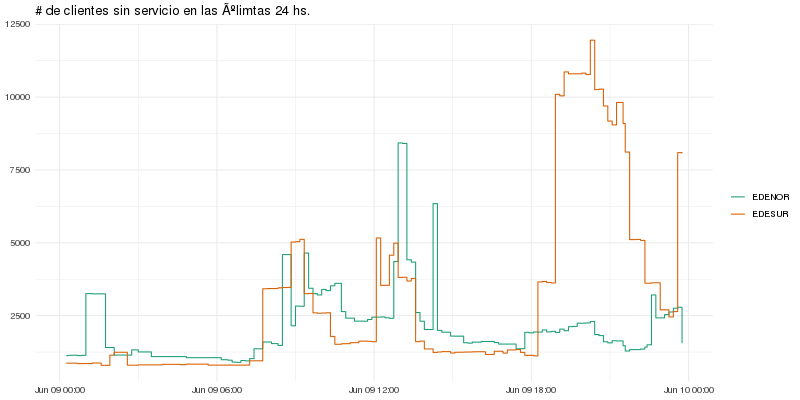 # de clientes sin servicio en las Ãºlimtas 24 hs.
12500
10000
7500
5000
2500
Jun 09 00:00
Jun 09 06:00
Jun 09 12:00
Jun 09 18:00
Jun 10 00:00
EDENOR
EDESUR